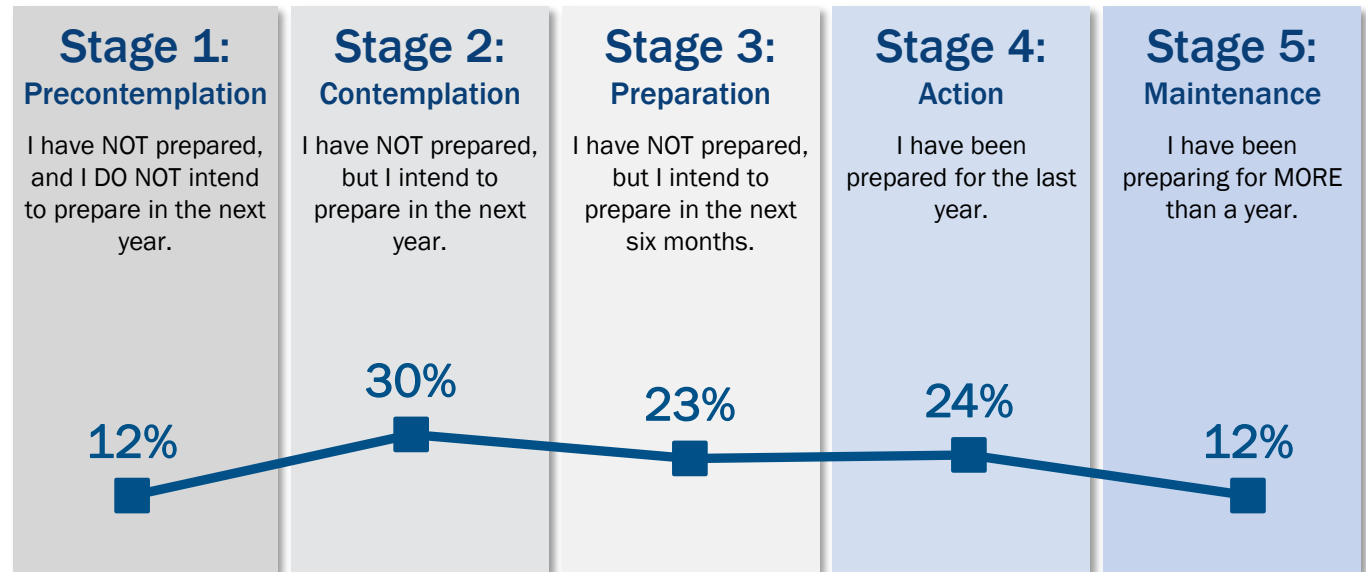 Stage 1:
Precontemplation
I have NOT prepared,
and I DO NOT intend
to prepare in the next
year.
12%
Stage 2:
Contemplation
I have NOT prepared,
but I intend to
prepare in the next
year.
30%
Stage 3:
Preparation
I have NOT prepared,
but I intend to
prepare in the next
six months.
23%
Stage 4:
Action
I have been
prepared for the last
year.
24%
Stage 5:
Maintenance
I have been
preparing for MORE
than a year.
12%